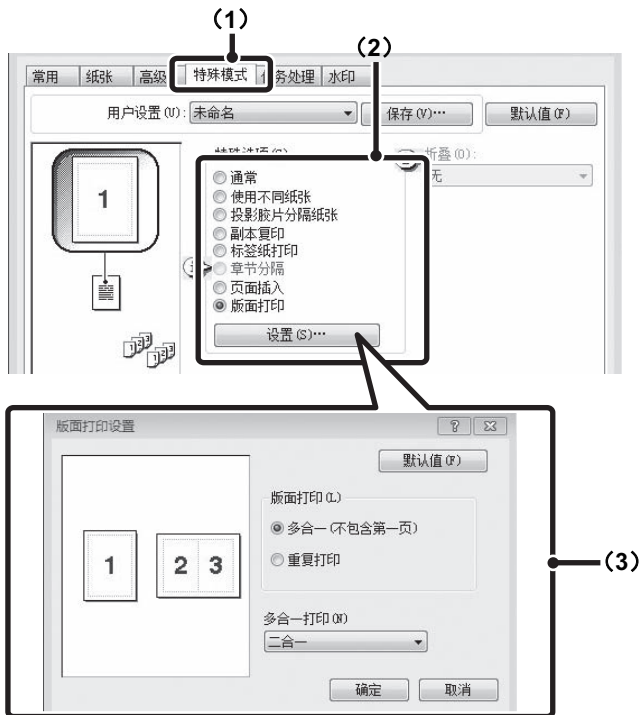 (1)
(2)
常用 纸张 高级 特殊模式 务处理 水印
用户设置(U): 未命名 保存(V)… 默认值(F)
折叠(O):
无
1
通常
使用不同纸张
投影胶片分隔纸张
副本复印
标签纸打印
章节分隔
页面插入
版面打印
设置(S)…
1 2 3
1 2 3
版面打印设置
默认值(F)
版面打印(L)
多合一(不包含第一页)
重复打印
1 2 3
(3)
多合一打印(N)
二合一
确定 取消